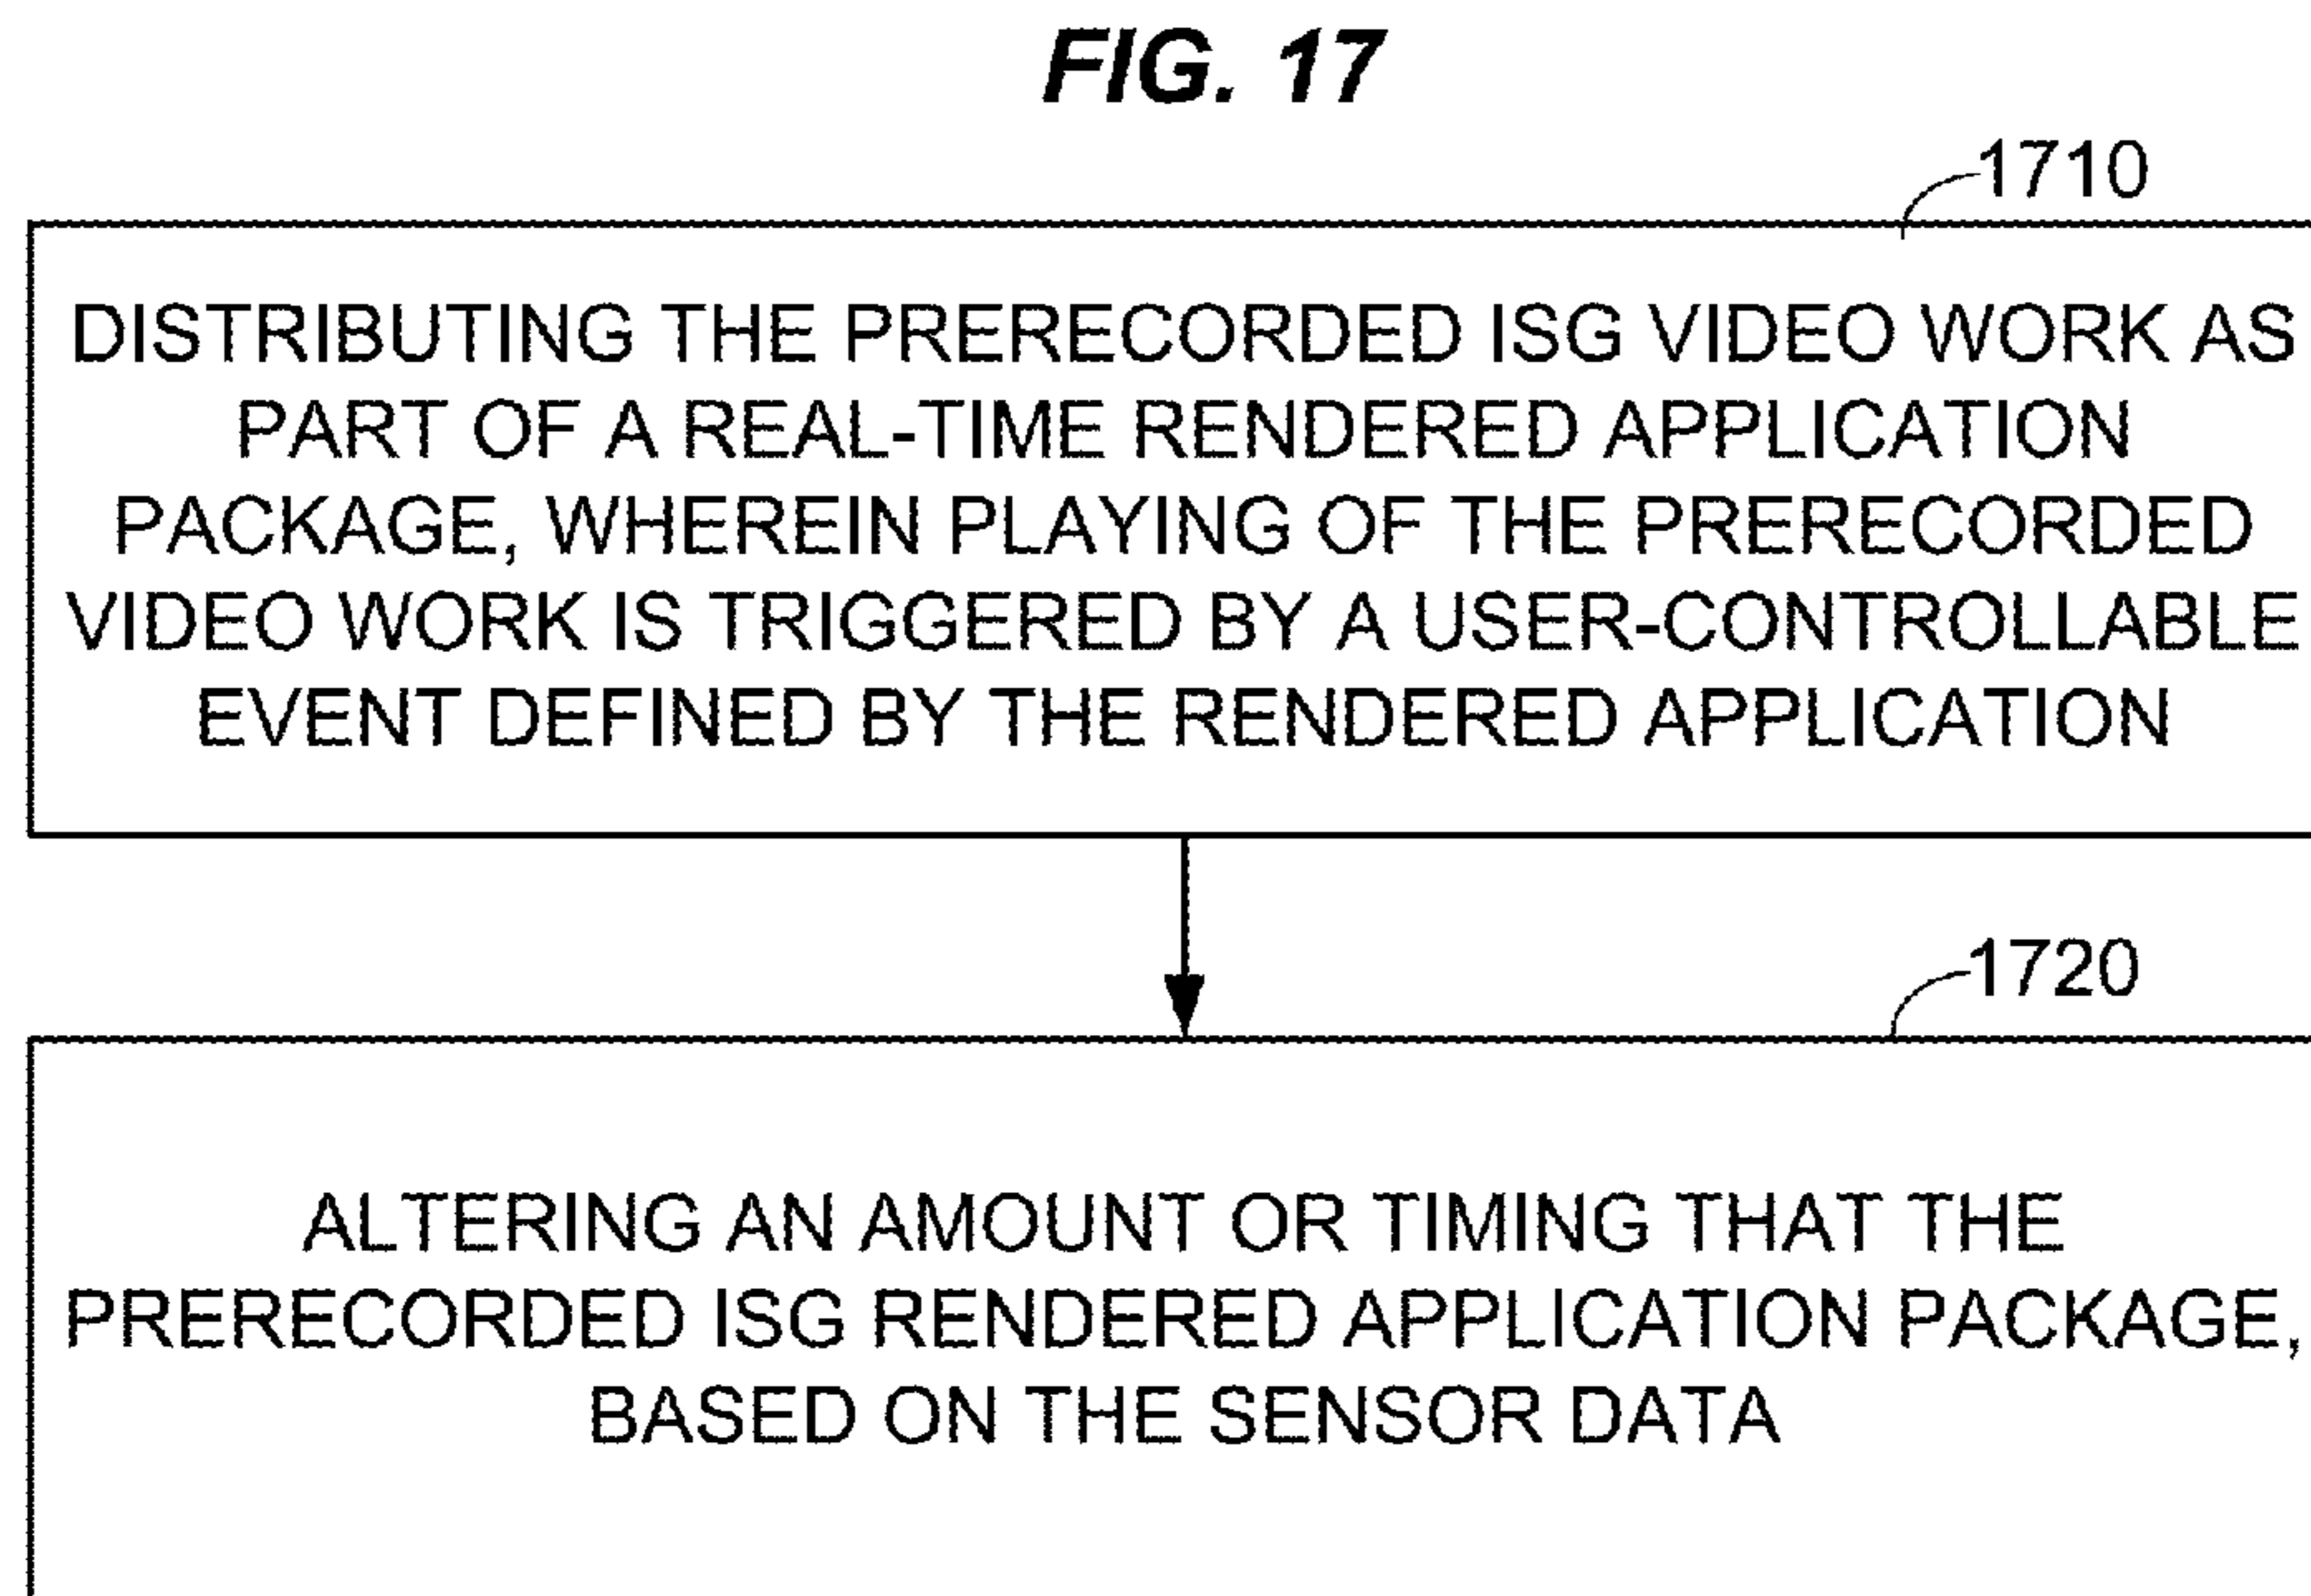 FIG. 17
1710
DISTRIBUTING THE PRERECORDED ISG VIDEO WORK AS
PART OF A REAL-TIME RENDERED APPLICATION
PACKAGE, WHEREIN PLAYING OF THE PRERECORDED
VIDEO WORK IS TRIGGERED BY A USER-CONTROLLABLE
EVENT DEFINED BY THE RENDERED APPLICATION
1720
ALTERING AN AMOUNT OR TIMING THAT THE
PRERECORDED ISG RENDERED APPLICATION PACKAGE,
BASED ON THE SENSOR DATA